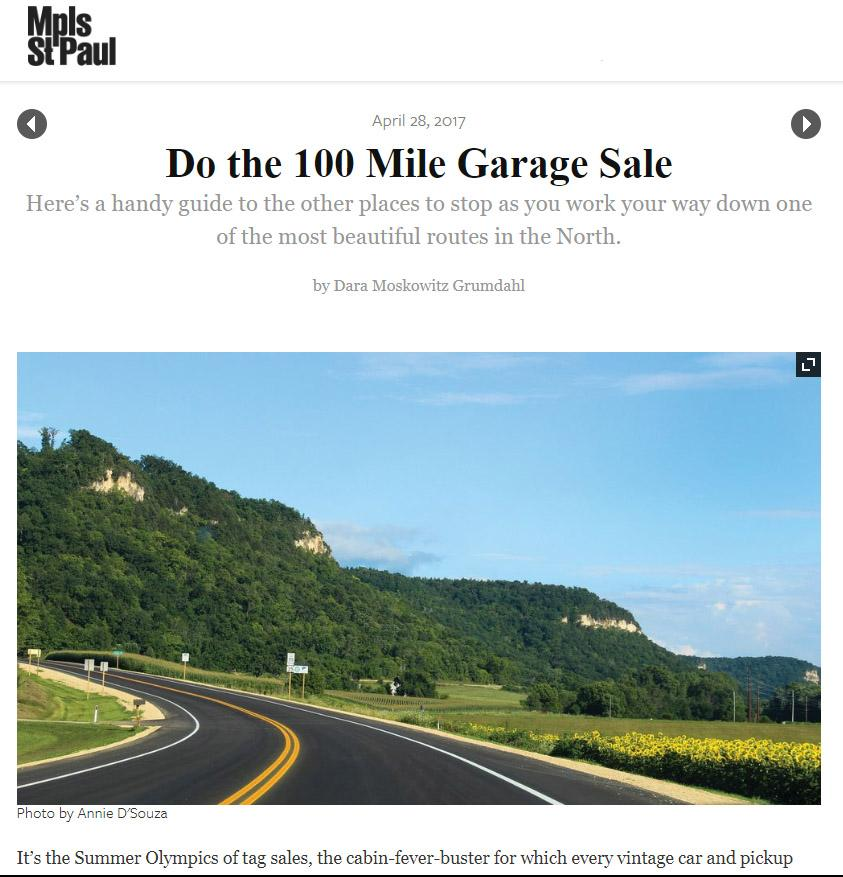 Mpls
St Paul
April 28, 2017
Do the 100 Mile Garage Sale
Here’s a handy guide to the other places to stop as you work your way down one
of the most beautiful routes in the North.
by Dara Moskowitz Grumdahl
Photo by Annie D’Souza
It’s the Summer Olympics of tag sales, the cabin-fever-buster for which every vintage car and pickup